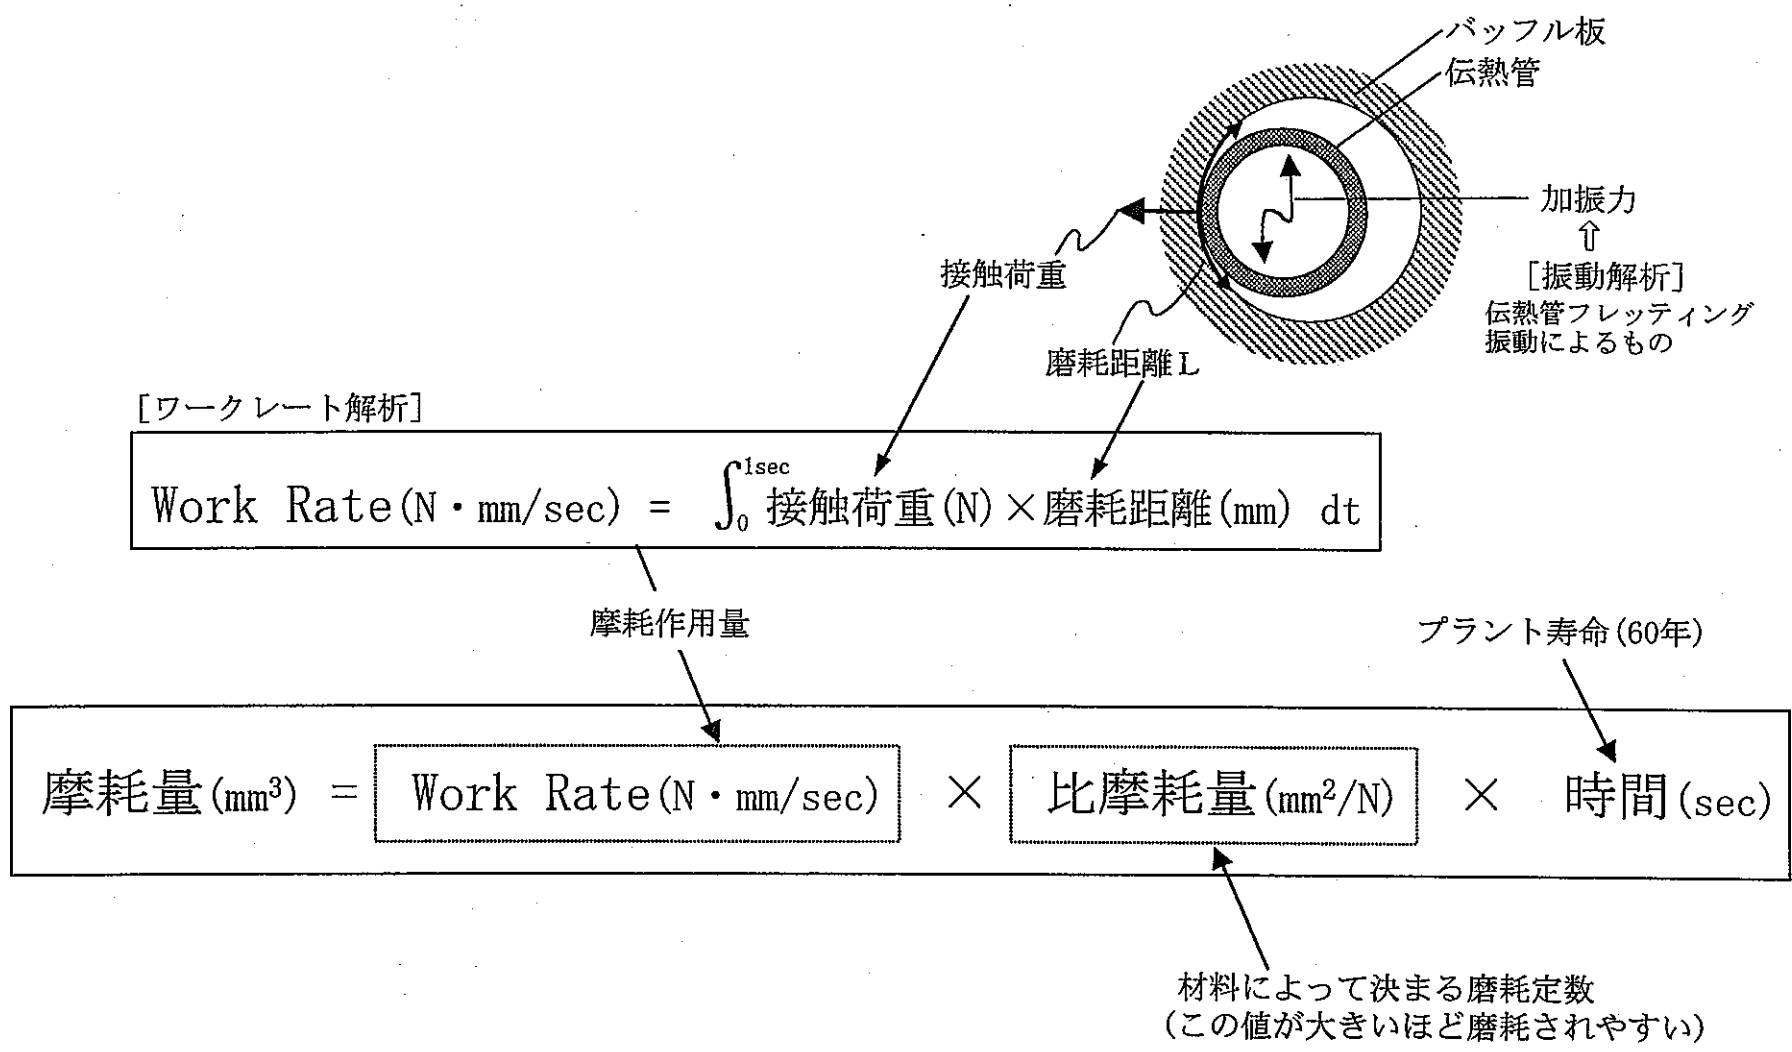 バッフル板
伝熱管
加振力
⇧
[振動解析]
伝熱管フレッティング
振動によるもの
接触荷重
磨耗距離L
[ワークレート解析]
Work Rate(N・mm/sec) = ∫₀¹ˢᵉᶜ 接触荷重(N)×磨耗距離(mm) dt
摩耗作用量
プラント寿命(60年)
摩耗量(mm³) = Work Rate(N・mm/sec) × 比摩耗量(mm²/N) × 時間(sec)
材料によって決まる磨耗定数
(この値が大きいほど磨耗されやすい)